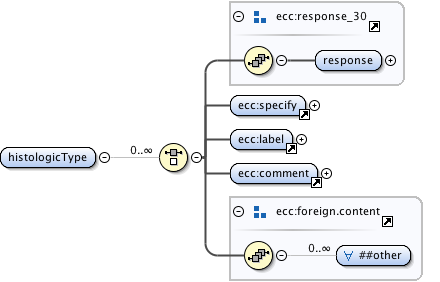 ecc:response_30
response
ecc:specify
ecc:label
histologicType
0..∞
ecc:comment
ecc:foreign.content
0..∞
##other